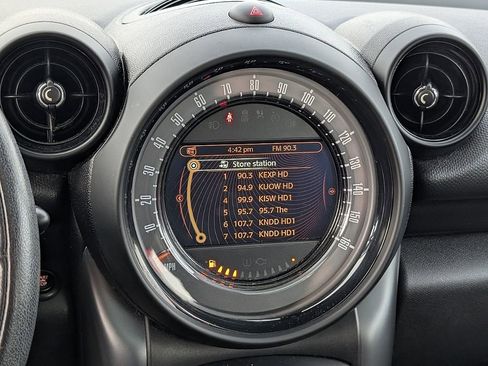 4:42 pm FM 90.3
Store station
1 90.3 KEXP HD
2 94.9 KUOW HD
4 99.9 KISW HD1
5 95.7 95.7 The
6 107.7 KNDD HD1
7 107.7 KNDD HD1
10 20 30 40 50 60 70 80 90 100 110 120 130 140 150 160
MPH